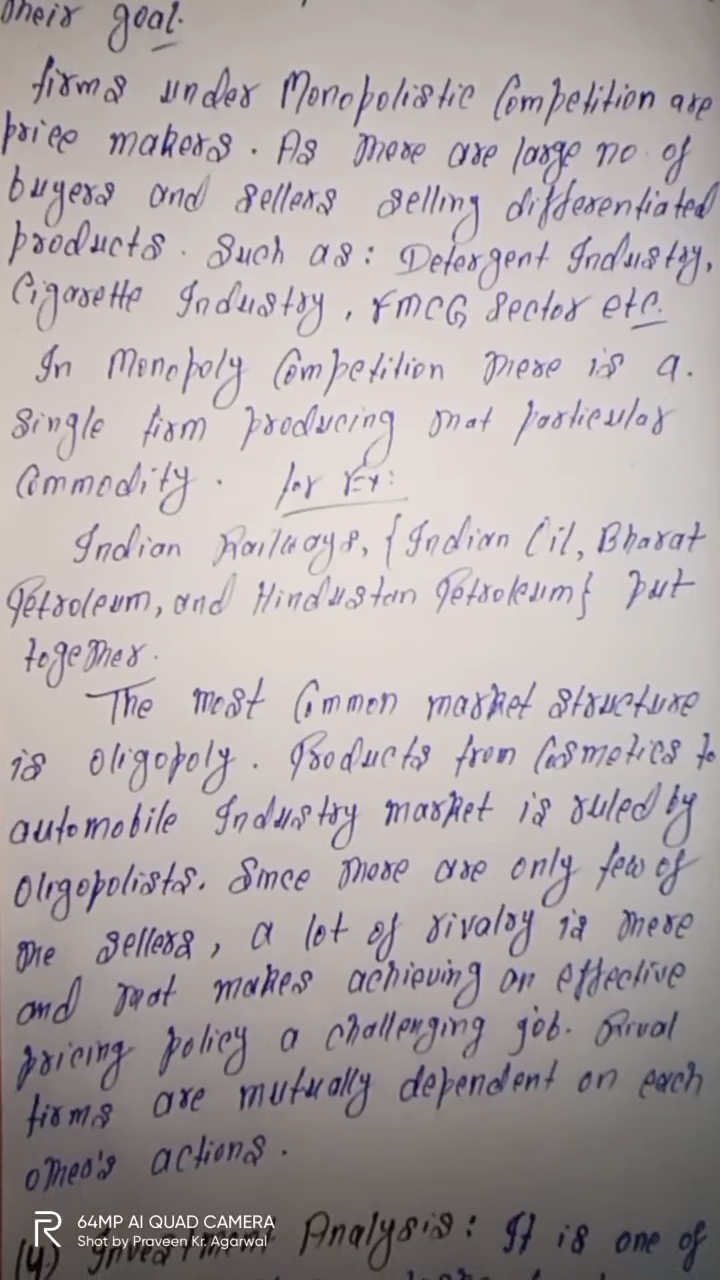 their goal.
firms under Monopolistic Competition are
price makers. As there are large no. of
buyers and sellers selling differentiated
products. Such as: Detergent Industry,
Cigarette Industry, FMCG Sector etc.
In Monopoly Competition there is a.
single firm producing that particular
Commodity. for Ex:
Indian Railways, {Indian Oil, Bharat
Petroleum, and Hindustan Petroleum} put
together.
The most Common market structure
is oligopoly. Products from Cosmetics to
automobile Industry market is ruled by
Oligopolists. Since there are only few of
the sellers, a lot of rivalry is there
and that makes achieving an effective
pricing policy a challenging job. Rival
firms are mutually dependent on each
other's actions.
(4) Investment Analysis: It is one of
64MP AI QUAD CAMERA
Shot by Praveen Kr. Agarwal